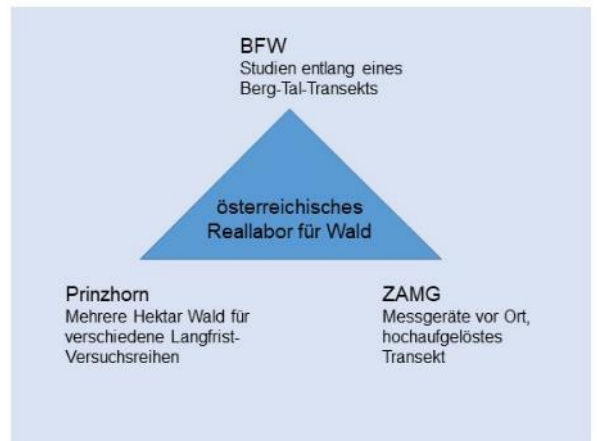 BFW
Studien entlang eines
Berg-Tal-Transekts
österreichisches
Reallabor für Wald
Prinzhorn
Mehrere Hektar Wald für
verschiedene Langfrist-
Versuchsreihen
ZAMG
Messgeräte vor Ort,
hochaufgelöstes
Transekt